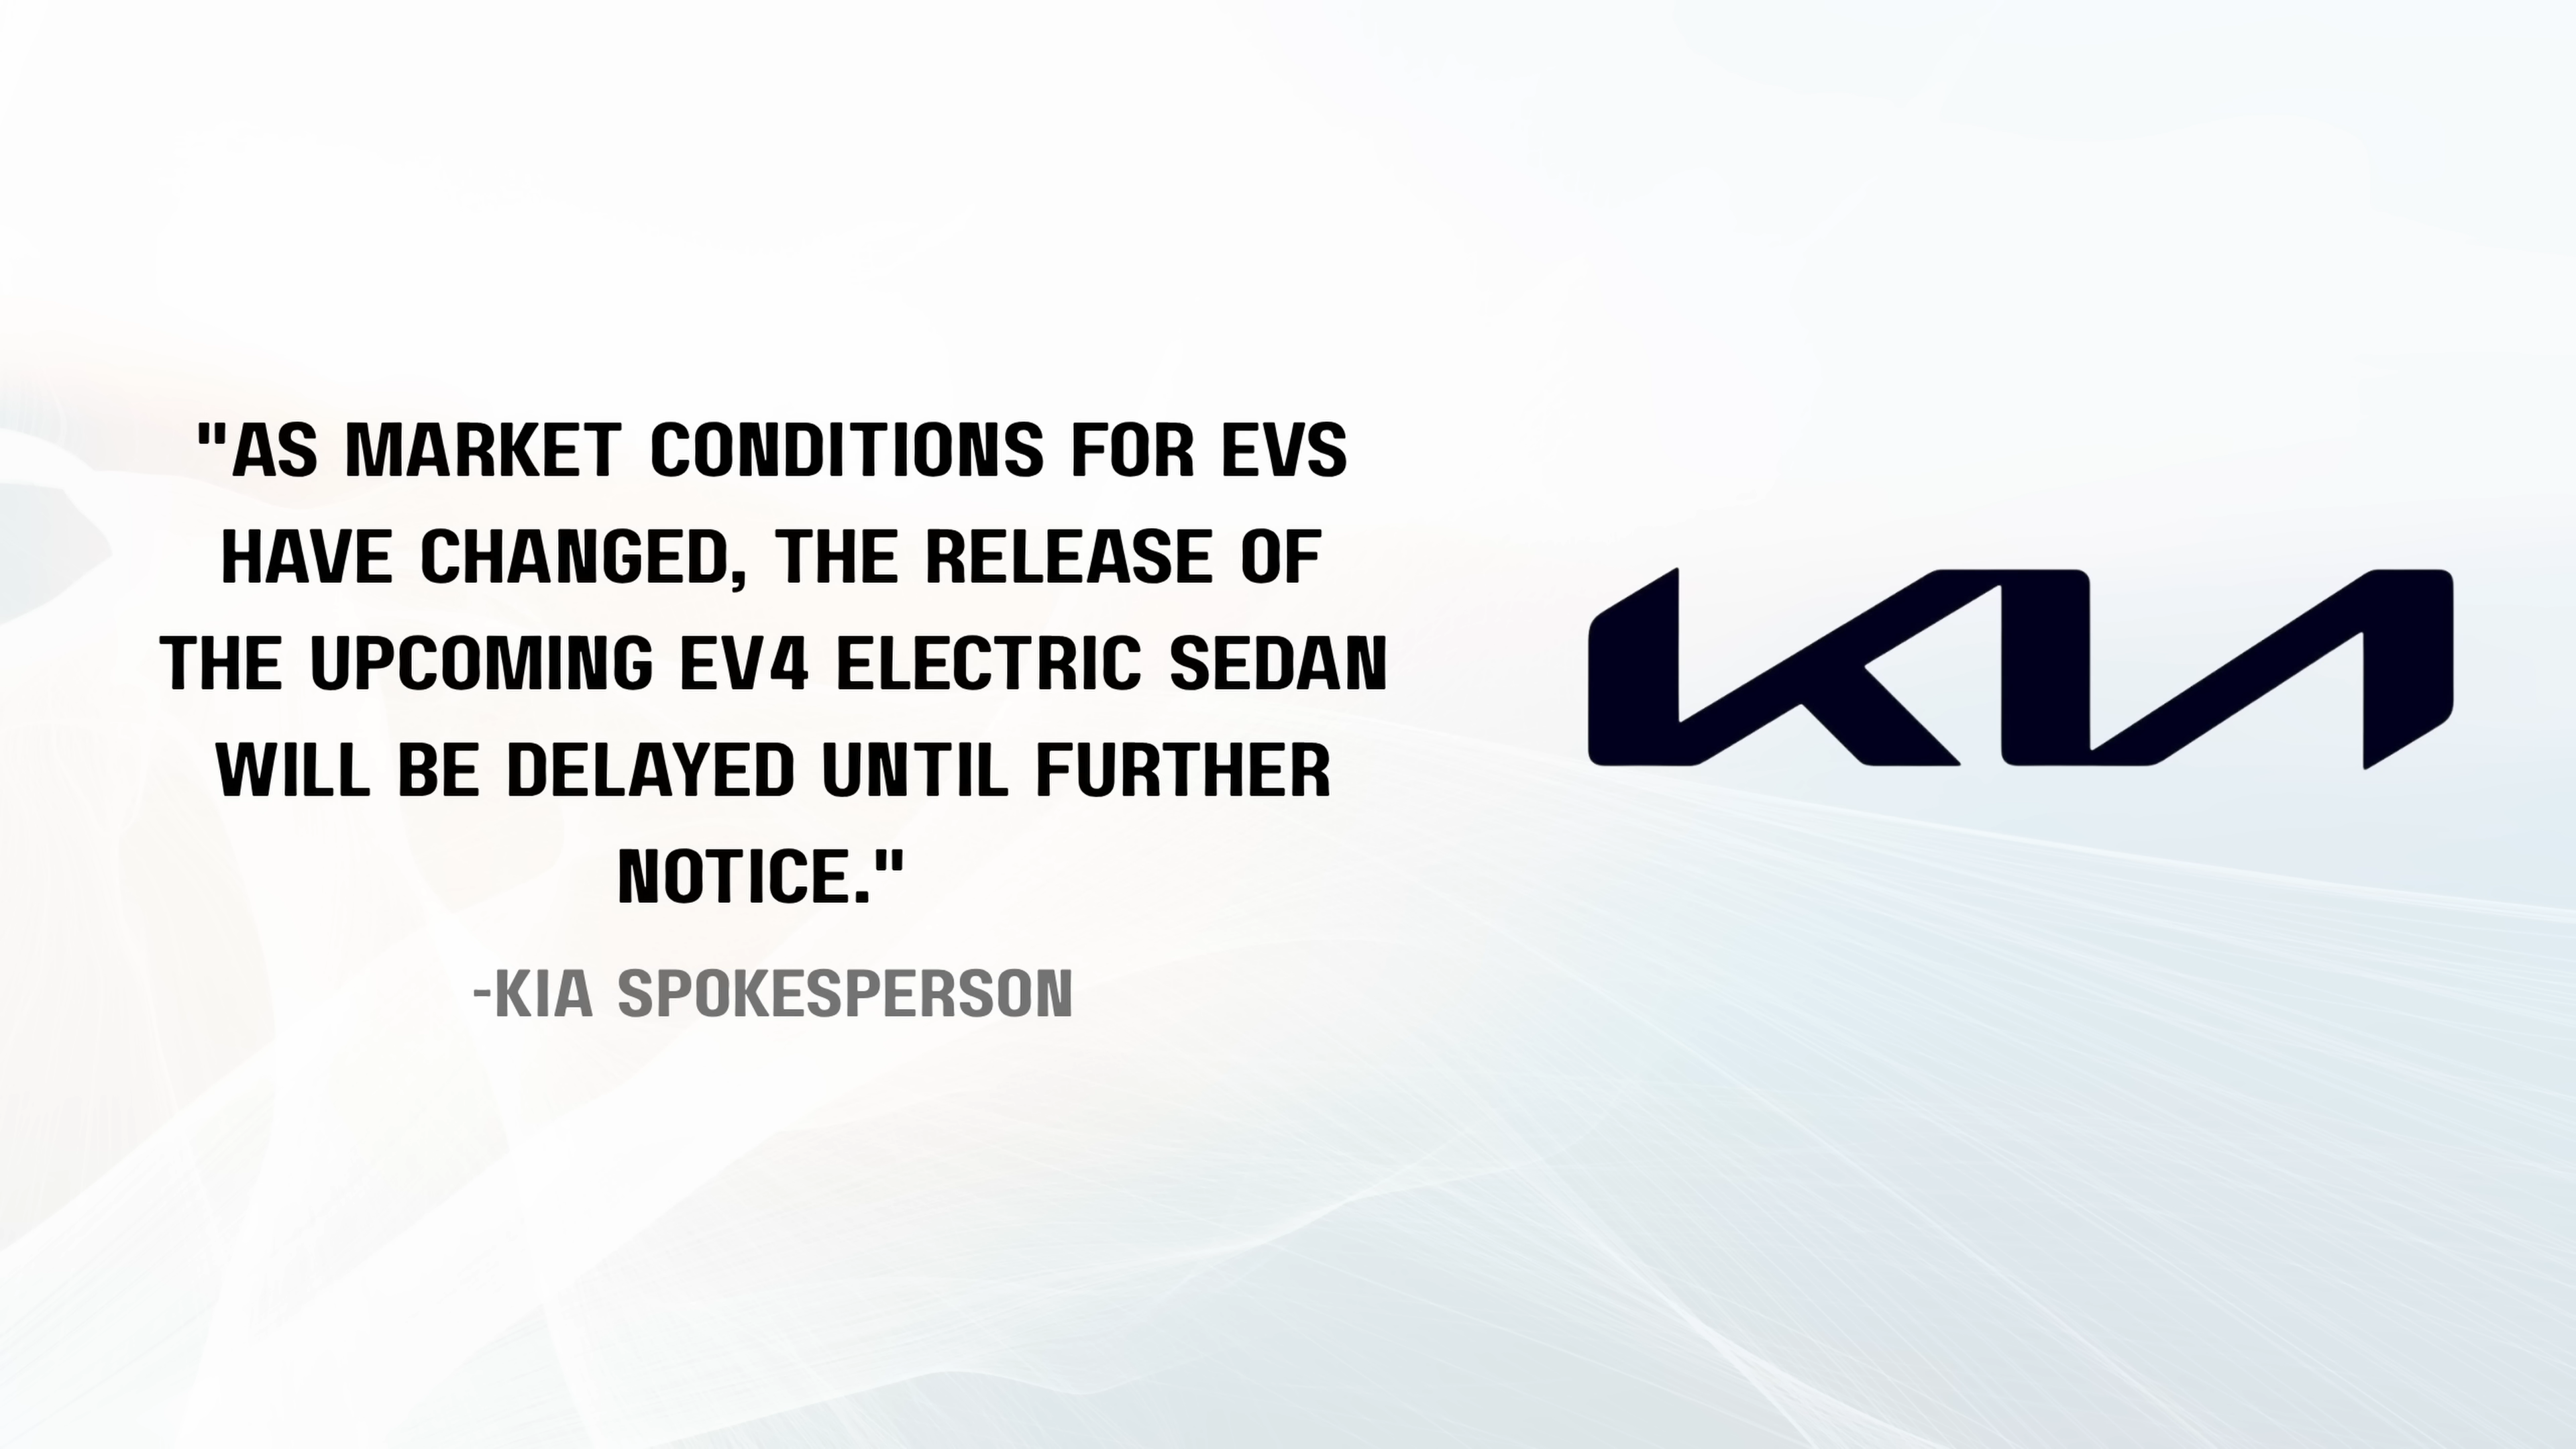 "AS MARKET CONDITIONS FOR EVS
HAVE CHANGED, THE RELEASE OF
THE UPCOMING EV4 ELECTRIC SEDAN
WILL BE DELAYED UNTIL FURTHER
NOTICE."
-KIA SPOKESPERSON
KIA